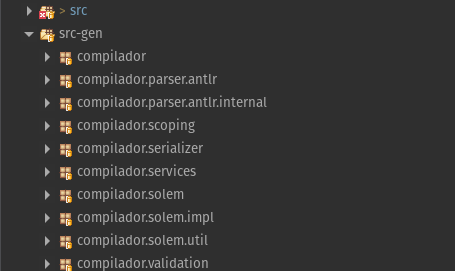 > src
src-gen
compilador
compilador.parser.antlr
compilador.parser.antlr.internal
compilador.scoping
compilador.serializer
compilador.services
compilador.solem
compilador.solem.impl
compilador.solem.util
compilador.validation